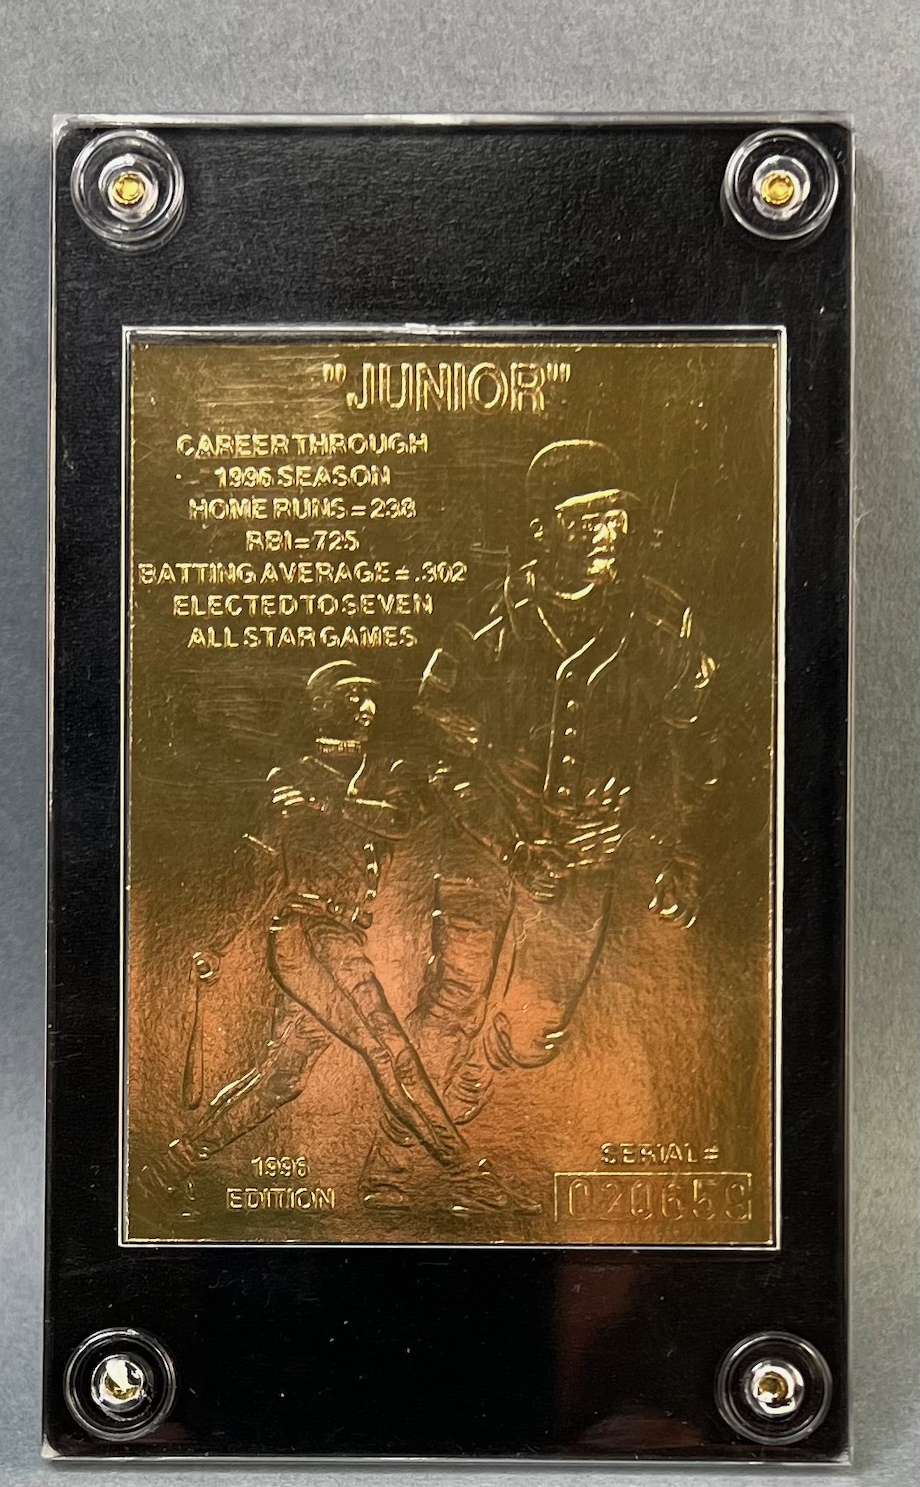 "JUNIOR"
CAREER THROUGH
1996 SEASON
HOME RUNS = 238
RBI = 725
BATTING AVERAGE = .302
ELECTED TO SEVEN
ALL STAR GAMES
1996
EDITION
SERIAL #